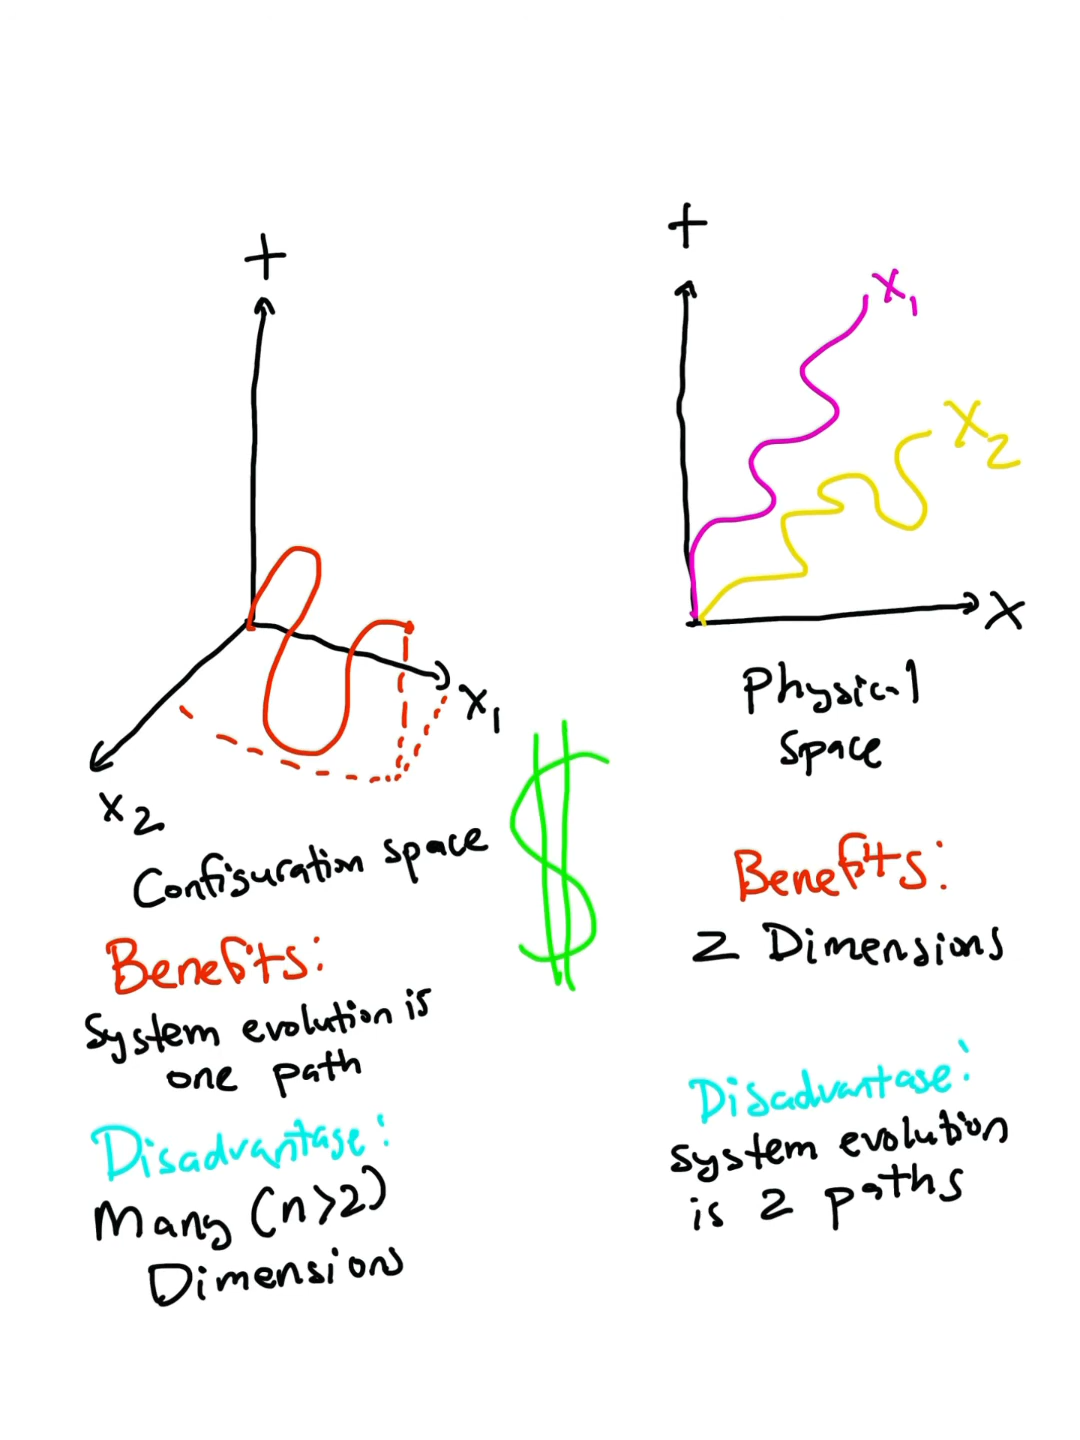 t
x₁
x₂
Configuration space
Benefits:
System evolution is
one path
Disadvantage:
Many (n>2)
Dimensions
$
t
x₁
x₂
x
Physical
Space
Benefits:
2 Dimensions
Disadvantage:
System evolution
is 2 paths